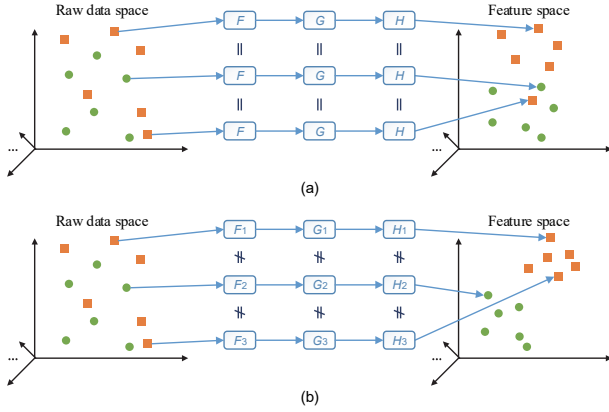 Raw data space
Feature space
F G H
= = =
F G H
= = =
F G H
...
...
(a)
Raw data space
Feature space
F1 G1 H1
≠ ≠ ≠
F2 G2 H2
≠ ≠ ≠
F3 G3 H3
...
...
(b)